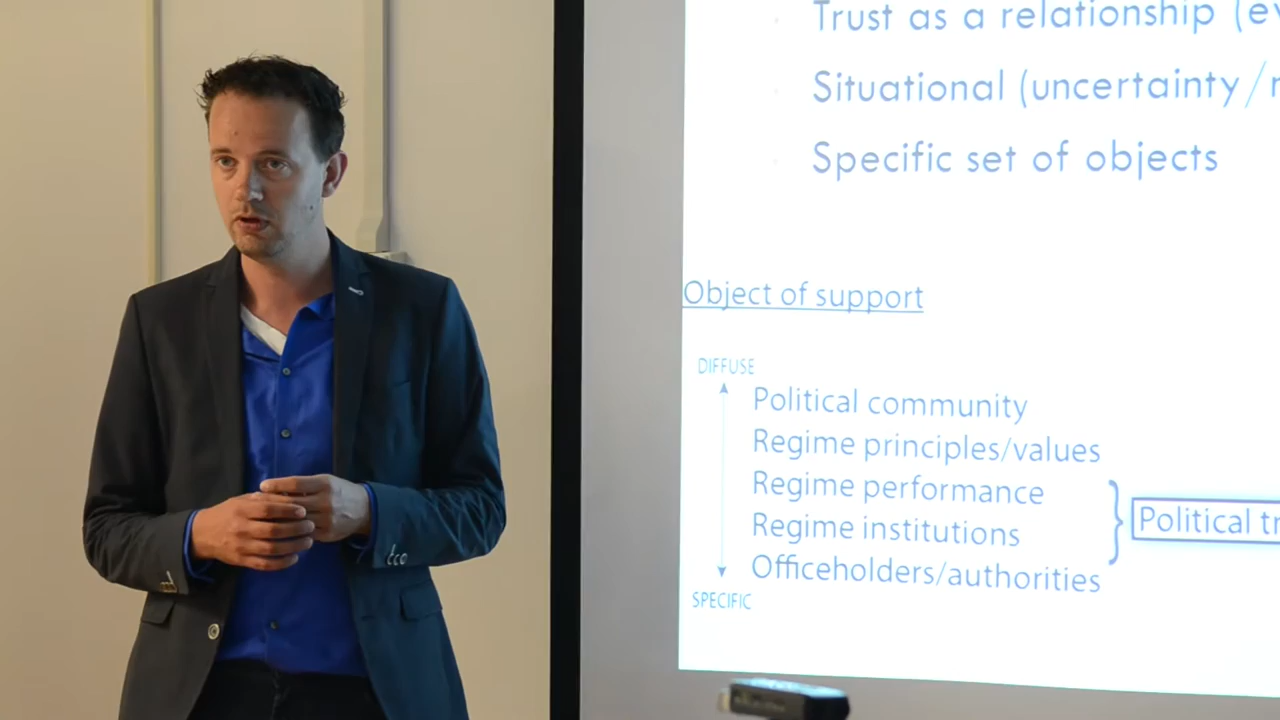 Trust as a relationship (ev
Situational (uncertainty/
Specific set of objects
Object of support
DIFFUSE
Political community
Regime principles/values
Regime performance
Regime institutions
Political tr
Officeholders/authorities
SPECIFIC